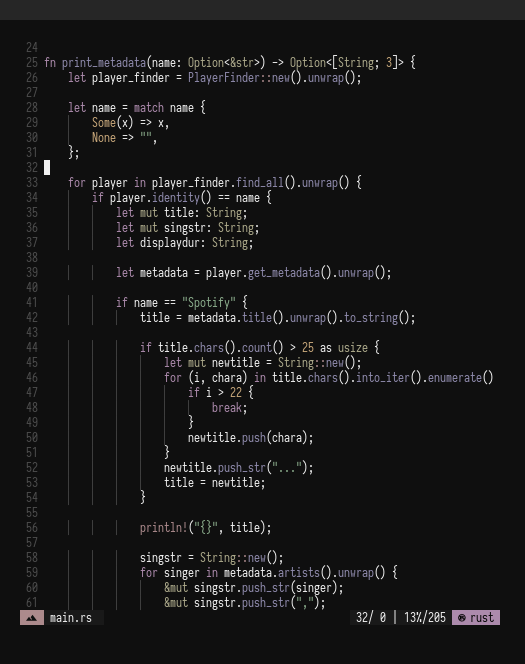 24
25 fn print_metadata(name: Option<&str>) -> Option<[String; 3]> {
26     let player_finder = PlayerFinder::new().unwrap();
27
28     let name = match name {
29         Some(x) => x,
30         None => "",
31     };
32
33     for player in player_finder.find_all().unwrap() {
34         if player.identity() == name {
35             let mut title: String;
36             let mut singstr: String;
37             let displaydur: String;
38
39             let metadata = player.get_metadata().unwrap();
40
41             if name == "Spotify" {
42                 title = metadata.title().unwrap().to_string();
43
44                 if title.chars().count() > 25 as usize {
45                     let mut newtitle = String::new();
46                     for (i, chara) in title.chars().into_iter().enumerate()
47                         if i > 22 {
48                             break;
49                         }
50                         newtitle.push(chara);
51                     }
52                     newtitle.push_str("...");
53                     title = newtitle;
54                 }
55
56                 println!("{}", title);
57
58                 singstr = String::new();
59                 for singer in metadata.artists().unwrap() {
60                     &mut singstr.push_str(singer);
61                     &mut singstr.push_str(",");
main.rs 32/ 0 | 13%/205 rust